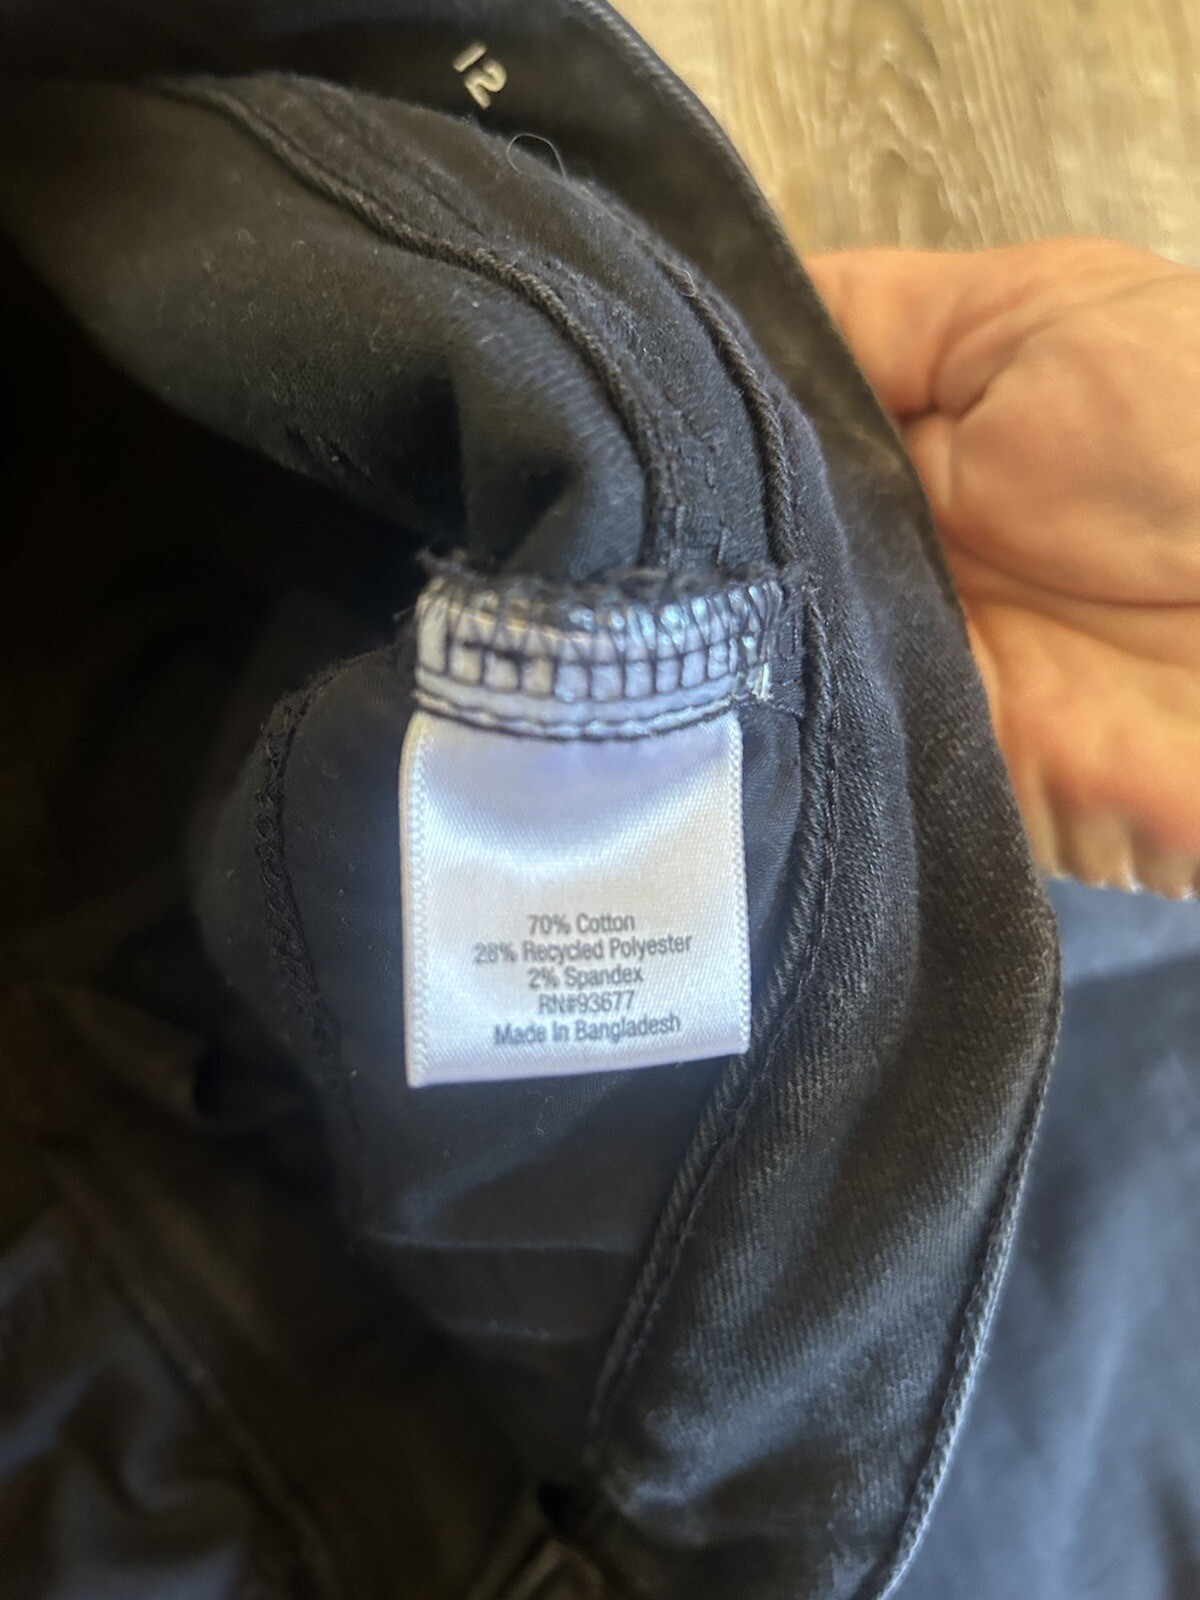 12
70% Cotton
28% Recycled Polyester
2% Spandex
RN#93677
Made In Bangladesh